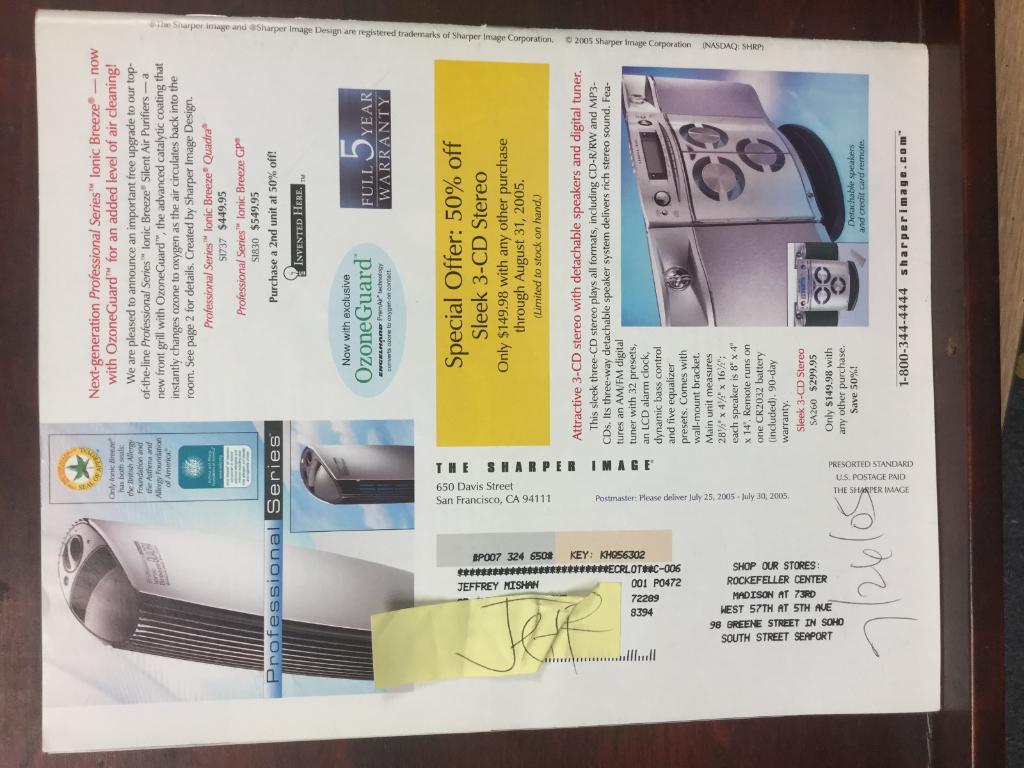 ®The Sharper image and ®Sharper Image Design are registered trademarks of Sharper Image Corporation. © 2005 Sharper Image Corporation (NASDAQ: SHRP)
Next-generation Professional Series™ Ionic Breeze® — now
with OzoneGuard™ for an added level of air cleaning!
We are pleased to announce an important free upgrade to our top-
of-the-line Professional Series™ Ionic Breeze® Silent Air Purifiers — a
new front grill with OzoneGuard™, the advanced catalytic coating that
instantly changes ozone to oxygen as the air circulates back into the
room. See page 2 for details. Created by Sharper Image Design.
Professional Series™ Ionic Breeze® Quadra®
SI737 $449.95
Professional Series™ Ionic Breeze GP®
SI830 $549.95
Purchase a 2nd unit at 50% off!
INVENTED HERE.™
FULL 5 YEAR
WARRANTY
Now with exclusive
OzoneGuard™
ENGELHARD PremAir® technology
converts ozone to oxygen on contact.
Only Ionic Breeze®
has both seals:
the British Allergy
Foundation and
the Asthma and
Allergy Foundation
of America.®
SEAL OF
Professional Series
Special Offer: 50% off
Sleek 3-CD Stereo
Only $149.98 with any other purchase
through August 31, 2005.
(Limited to stock on hand.)
Attractive 3-CD stereo with detachable speakers and digital tuner.
This sleek three-CD stereo plays all formats, including CD-R/RW and MP3-
CDs. Its three-way detachable speaker system delivers rich stereo sound. Fea-
tures an AM/FM digital
tuner with 32 presets,
an LCD alarm clock,
dynamic bass control
and five equalizer
presets. Comes with
wall-mount bracket.
Main unit measures
28½" x 4½" x 16½";
each speaker is 8" x 4"
x 14". Remote runs on
one CR2032 battery
(included). 90-day
warranty.
Sleek 3-CD Stereo
SA260 $299.95
Only $149.98 with
any other purchase.
Save 50%!
Detachable speakers
and credit card remote.
1-800-344-4444 sharperimage.com™
THE SHARPER IMAGE®
650 Davis Street
San Francisco, CA 94111
Postmaster: Please deliver July 25, 2005 - July 30, 2005.
PRESORTED STANDARD
U.S. POSTAGE PAID
THE SHARPER IMAGE
#P007 324 650# KEY: KH056302
**************************ECRLOT**C-006
JEFFREY MISHAN 001 P0472
72289
8394
Jeff
SHOP OUR STORES:
ROCKEFELLER CENTER
MADISON AT 73RD
WEST 57TH AT 5TH AVE
98 GREENE STREET IN SOHO
SOUTH STREET SEAPORT
7/26/05